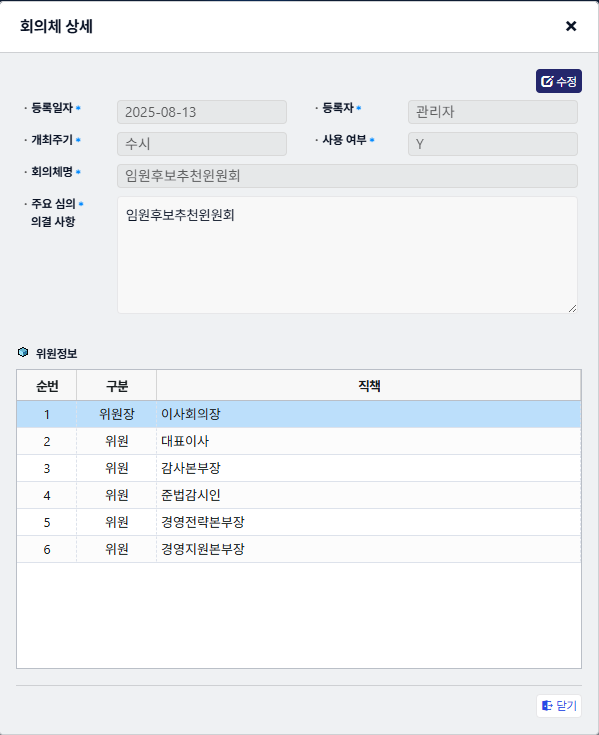 회의체 상세
수정
· 등록일자 *
2025-08-13
· 등록자 *
관리자
· 개최주기 *
수시
· 사용 여부 *
Y
· 회의체명 *
임원후보추천윈원회
· 주요 심의 *
의결 사항
임원후보추천윈원회
위원정보
순번 구분 직책
1 위원장 이사회의장
2 위원 대표이사
3 위원 감사본부장
4 위원 준법감시인
5 위원 경영전략본부장
6 위원 경영지원본부장
닫기